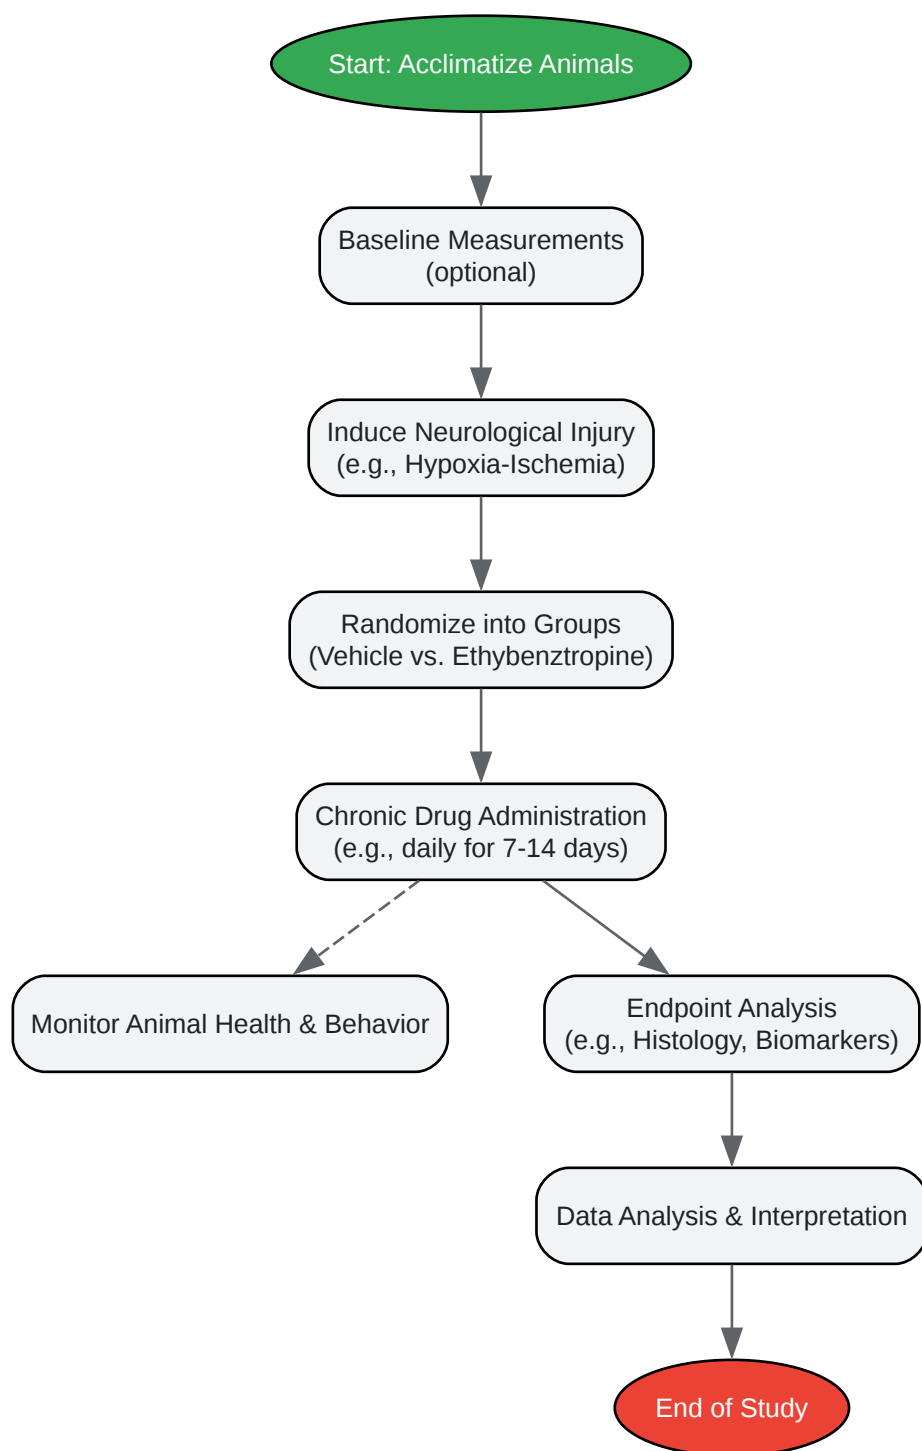 Start: Acclimatize Animals
Baseline Measurements
(optional)
Induce Neurological Injury
(e.g., Hypoxia-Ischemia)
Randomize into Groups
(Vehicle vs. Ethybenztropine)
Chronic Drug Administration
(e.g., daily for 7-14 days)
Monitor Animal Health & Behavior
Endpoint Analysis
(e.g., Histology, Biomarkers)
Data Analysis & Interpretation
End of Study